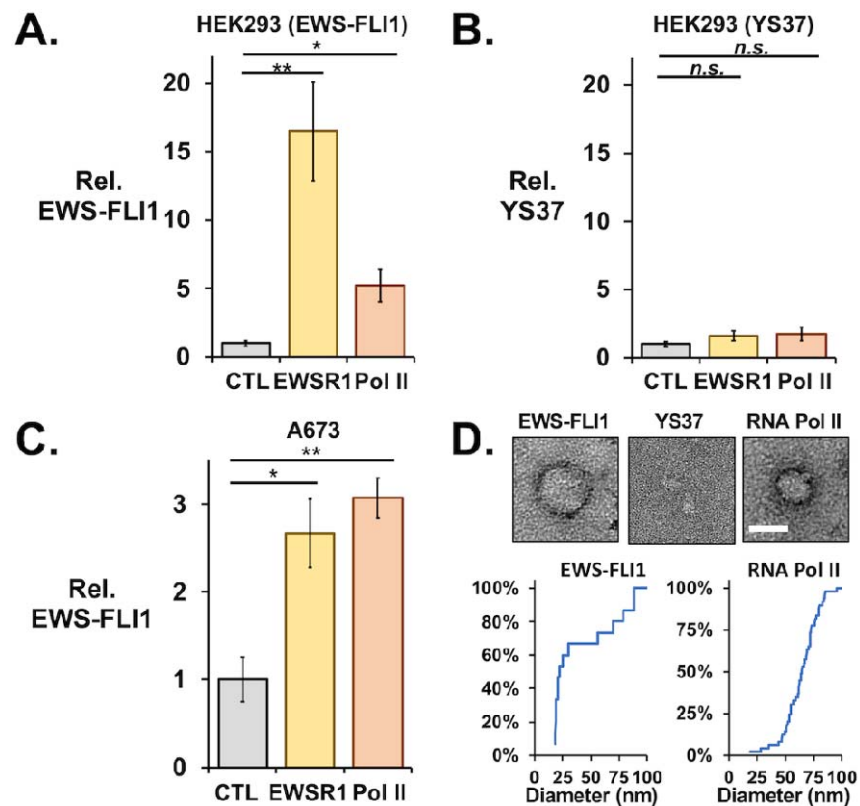 A.
HEK293 (EWS-FLI1)
*
**
20
15
Rel.
EWS-FLI1
10
5
0
CTL EWSR1 Pol II
B.
HEK293 (YS37)
n.s.
n.s.
20
15
Rel.
YS37
10
5
0
CTL EWSR1 Pol II
C.
A673
**
*
3
2
Rel.
EWS-FLI1
1
0
CTL EWSR1 Pol II
D.
EWS-FLI1 YS37 RNA Pol II
EWS-FLI1
100%
80%
60%
40%
20%
0%
0 25 50 75 100
Diameter (nm)
RNA Pol II
100%
75%
50%
25%
0%
0 25 50 75 100
Diameter (nm)